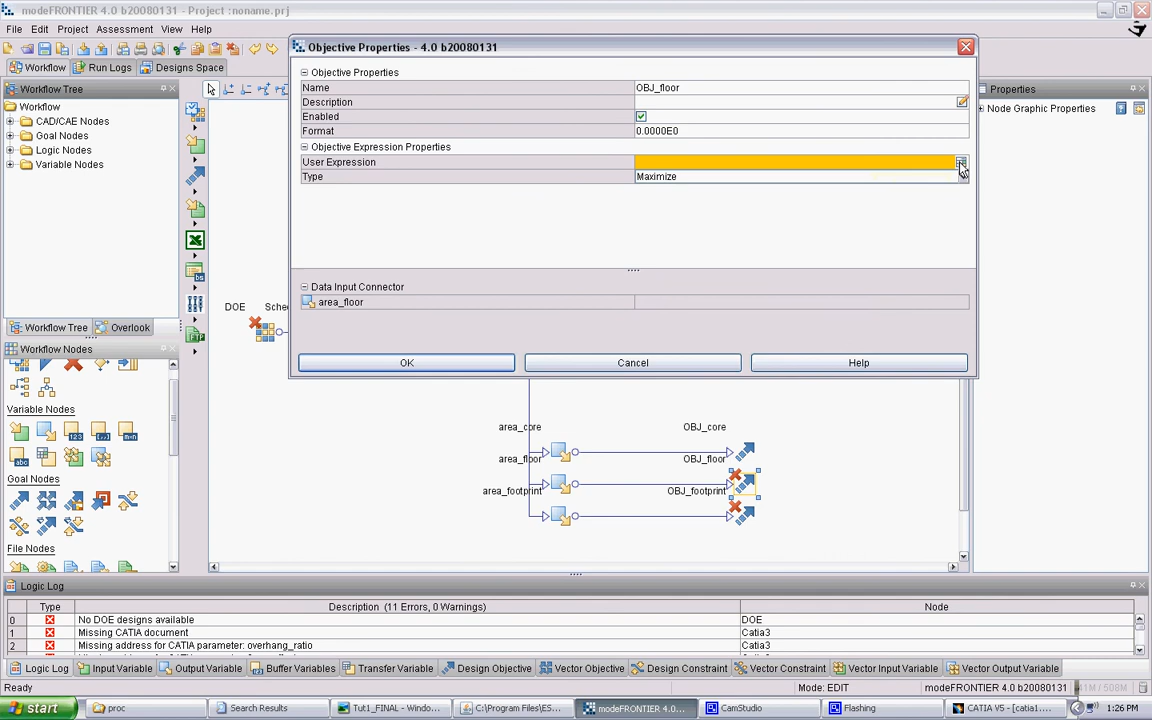 modeFRONTIER 4.0 b20080131 - Project :noname.prj
File Edit Project Assessment View Help
Workflow Run Logs Designs Space
Workflow Tree
Workflow
CAD/CAE Nodes
Goal Nodes
Logic Nodes
Variable Nodes
Workflow Tree Overlook
Workflow Nodes
Variable Nodes
Goal Nodes
File Nodes
Objective Properties - 4.0 b20080131
Objective Properties
Name OBJ_floor
Description
Enabled
Format 0.0000E0
Objective Expression Properties
User Expression
Type Maximize
Data Input Connector
area_floor
OK Cancel Help
Properties
Node Graphic Properties
DOE
area_core OBJ_core
area_floor OBJ_floor
area_footprint OBJ_footprint
Logic Log
Type Description (11 Errors, 0 Warnings) Node
0 No DOE designs available DOE
1 Missing CATIA document Catia3
2 Missing address for CATIA parameter: overhang_ratio Catia3
Logic Log Input Variable Output Variable Buffer Variables Transfer Variable Design Objective Vector Objective Design Constraint Vector Constraint Vector Input Variable Vector Output Variable
Ready Mode: EDIT modeFRONTIER 4.0 b20080131
start proc Search Results Tut1_FINAL - Windo... C:\Program Files\ES... modeFRONTIER 4.0... CamStudio Flashing CATIA V5 - [catia1.... 1:26 PM